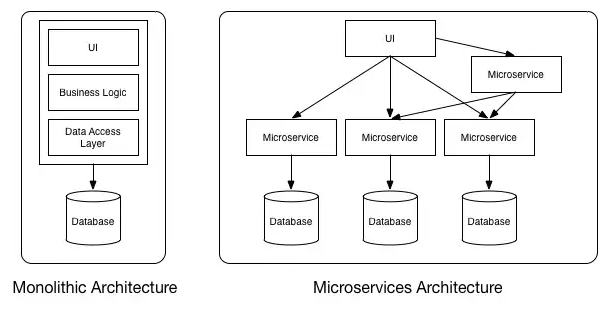 UI
Business Logic
Data Access
Layer
Database
Monolithic Architecture
UI
Microservice
Microservice
Microservice
Microservice
Database
Database
Database
Microservices Architecture